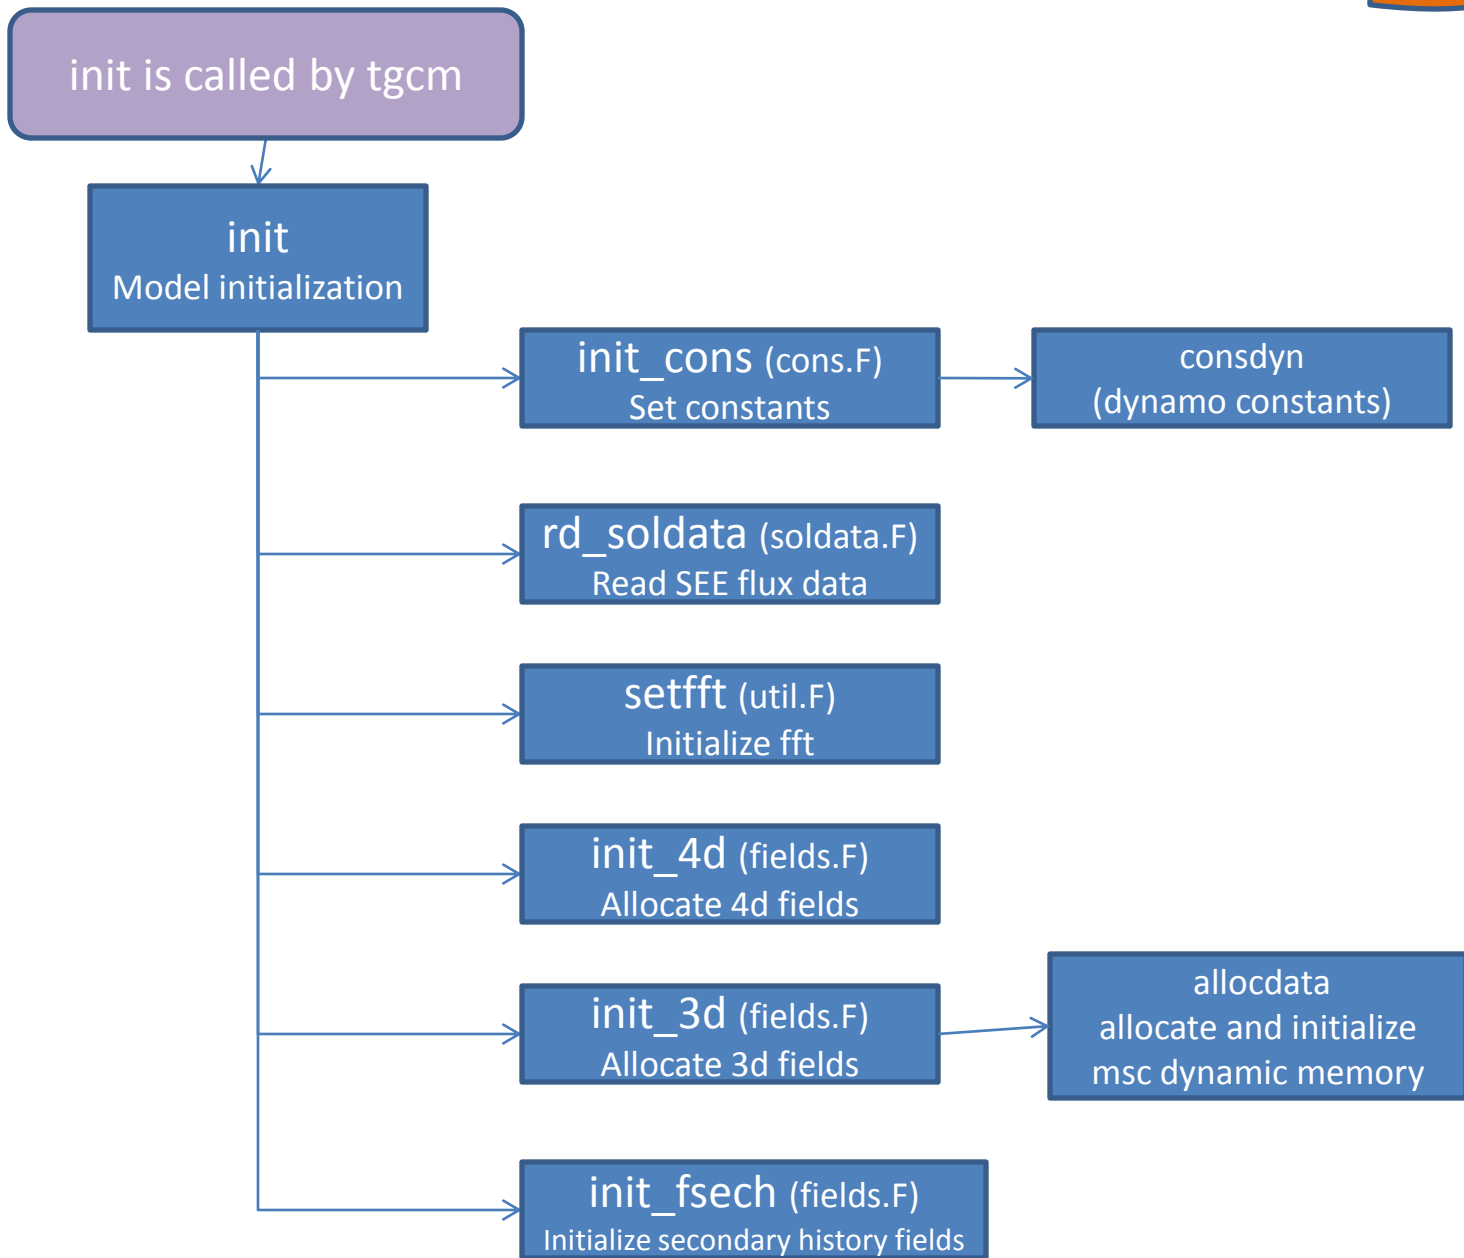 init is called by tgcm
init
Model initialization
init_cons (cons.F)
Set constants
consdyn
(dynamo constants)
rd_soldata (soldata.F)
Read SEE flux data
setfft (util.F)
Initialize fft
init_4d (fields.F)
Allocate 4d fields
init_3d (fields.F)
Allocate 3d fields
allocdata
allocate and initialize
msc dynamic memory
init_fsech (fields.F)
Initialize secondary history fields